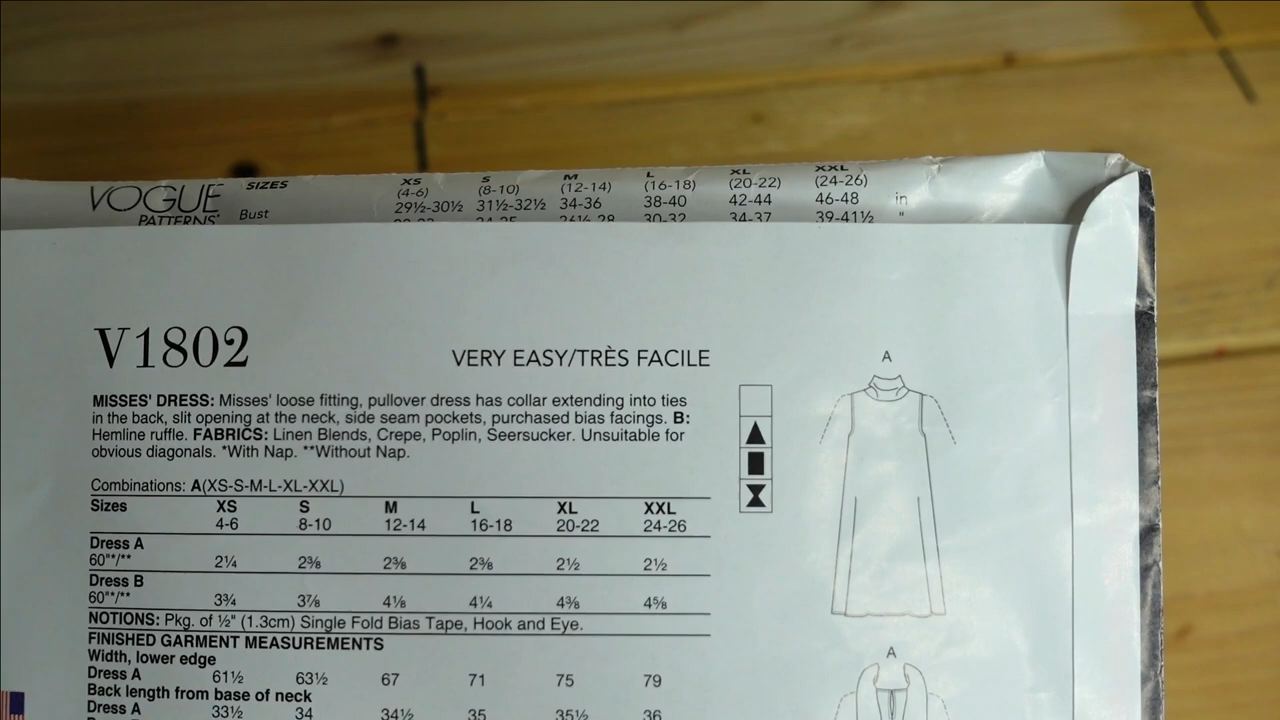 VOGUE SIZES XS S M L XL XXL
PATTERNS (4-6) (8-10) (12-14) (16-18) (20-22) (24-26)
Bust 29½-30½ 31½-32½ 34-36 38-40 42-44 46-48 in
30-32 34-37 39-41½ "
V1802
VERY EASY/TRÈS FACILE
MISSES' DRESS: Misses' loose fitting, pullover dress has collar extending into ties
in the back, slit opening at the neck, side seam pockets, purchased bias facings. B:
Hemline ruffle. FABRICS: Linen Blends, Crepe, Poplin, Seersucker. Unsuitable for
obvious diagonals. *With Nap. **Without Nap.
Combinations: A(XS-S-M-L-XL-XXL)
Sizes XS S M L XL XXL
4-6 8-10 12-14 16-18 20-22 24-26
Dress A
60"*/** 2¼ 2⅜ 2⅜ 2⅜ 2½ 2½
Dress B
60"*/** 3¾ 3⅞ 4⅛ 4¼ 4⅜ 4⅝
NOTIONS: Pkg. of ½" (1.3cm) Single Fold Bias Tape, Hook and Eye.
FINISHED GARMENT MEASUREMENTS
Width, lower edge
Dress A 61½ 63½ 67 71 75 79
Back length from base of neck
Dress A 33½ 34 34½ 35 35½ 36
A
A